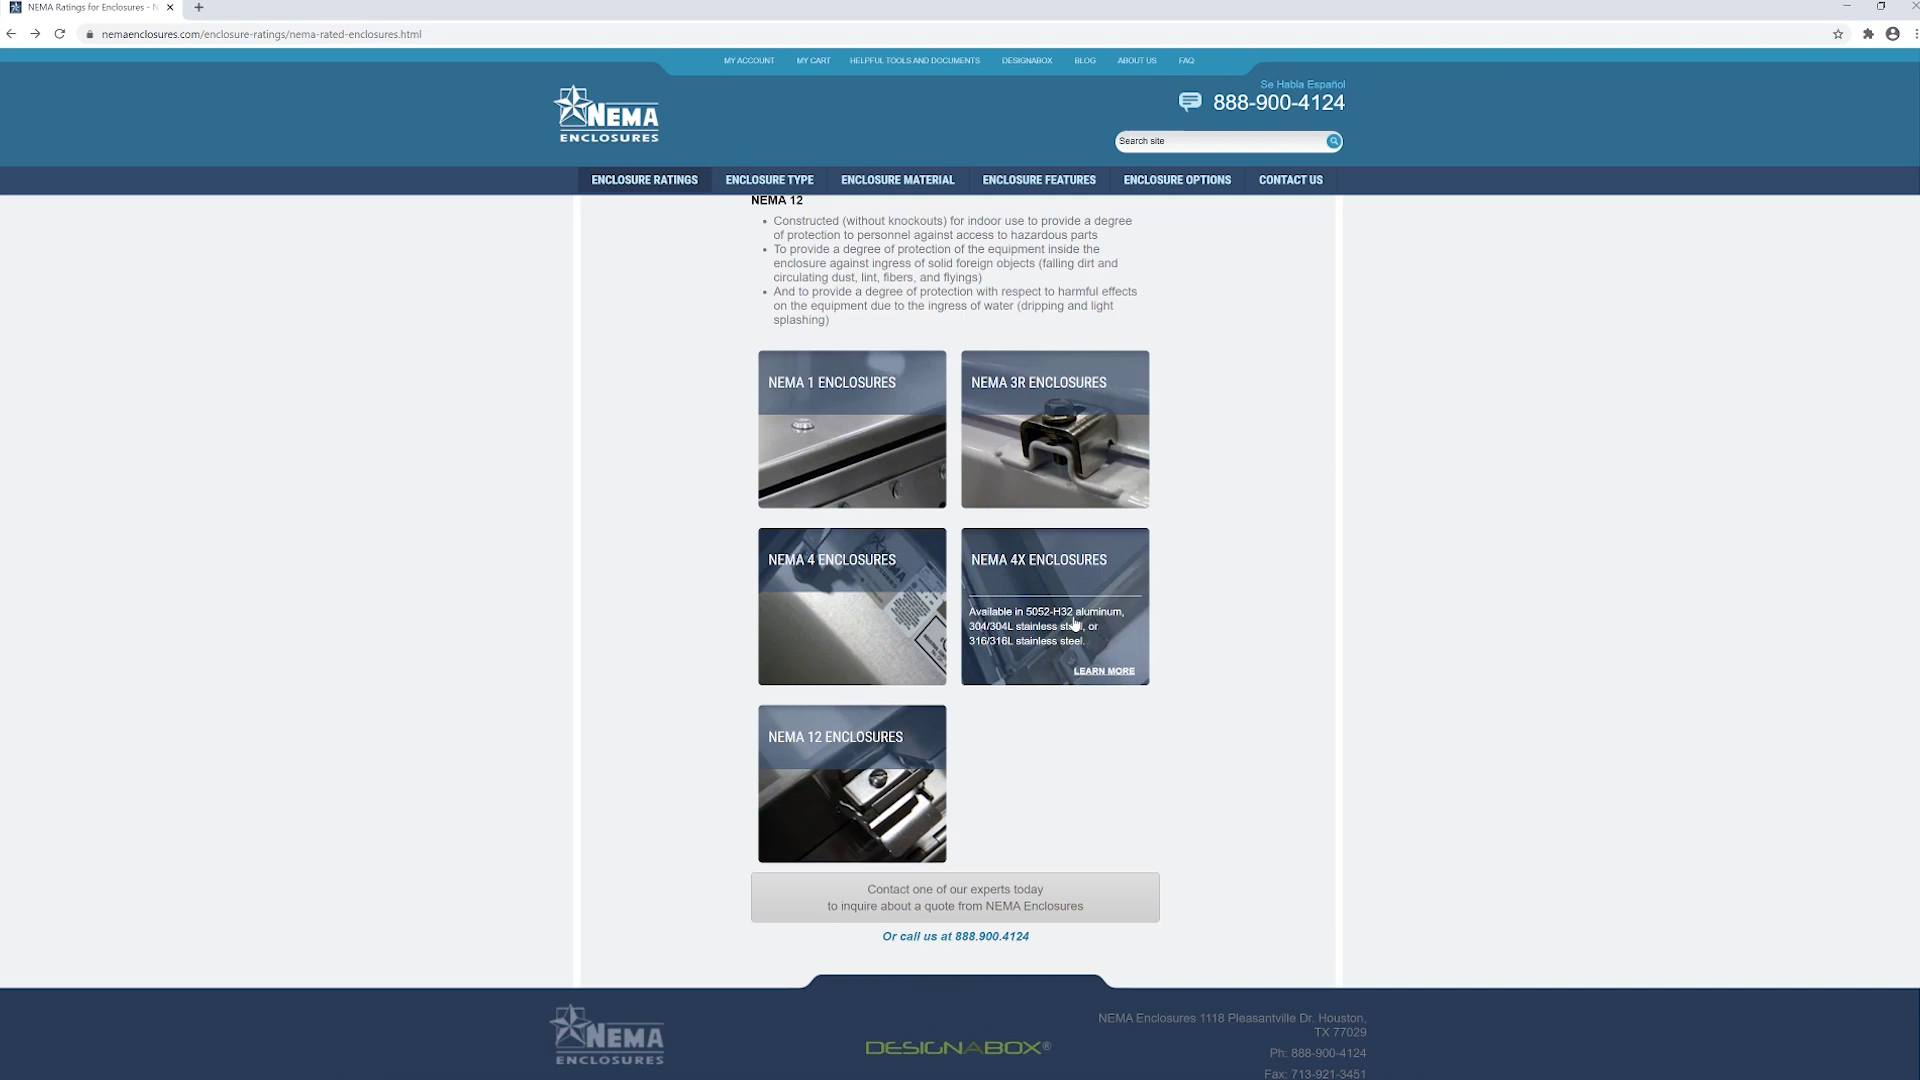 NEMA Ratings for Enclosures - N
nemaenclosures.com/enclosure-ratings/nema-rated-enclosures.html
MY ACCOUNT MY CART HELPFUL TOOLS AND DOCUMENTS DESIGNABOX BLOG ABOUT US FAQ
Se Habla Español
888-900-4124
NEMA
ENCLOSURES
Search site
ENCLOSURE RATINGS ENCLOSURE TYPE ENCLOSURE MATERIAL ENCLOSURE FEATURES ENCLOSURE OPTIONS CONTACT US
NEMA 12
• Constructed (without knockouts) for indoor use to provide a degree
of protection to personnel against access to hazardous parts
• To provide a degree of protection of the equipment inside the
enclosure against ingress of solid foreign objects (falling dirt and
circulating dust, lint, fibers, and flyings)
• And to provide a degree of protection with respect to harmful effects
on the equipment due to the ingress of water (dripping and light
splashing)
NEMA 1 ENCLOSURES
NEMA 3R ENCLOSURES
NEMA 4 ENCLOSURES
NEMA 4X ENCLOSURES
Available in 5052-H32 aluminum,
304/304L stainless steel, or
316/316L stainless steel.
LEARN MORE
NEMA 12 ENCLOSURES
Contact one of our experts today
to inquire about a quote from NEMA Enclosures
Or call us at 888.900.4124
NEMA
ENCLOSURES
DESIGNABOX®
NEMA Enclosures 1118 Pleasantville Dr. Houston,
TX 77029
Ph: 888-900-4124
Fax: 713-921-3451